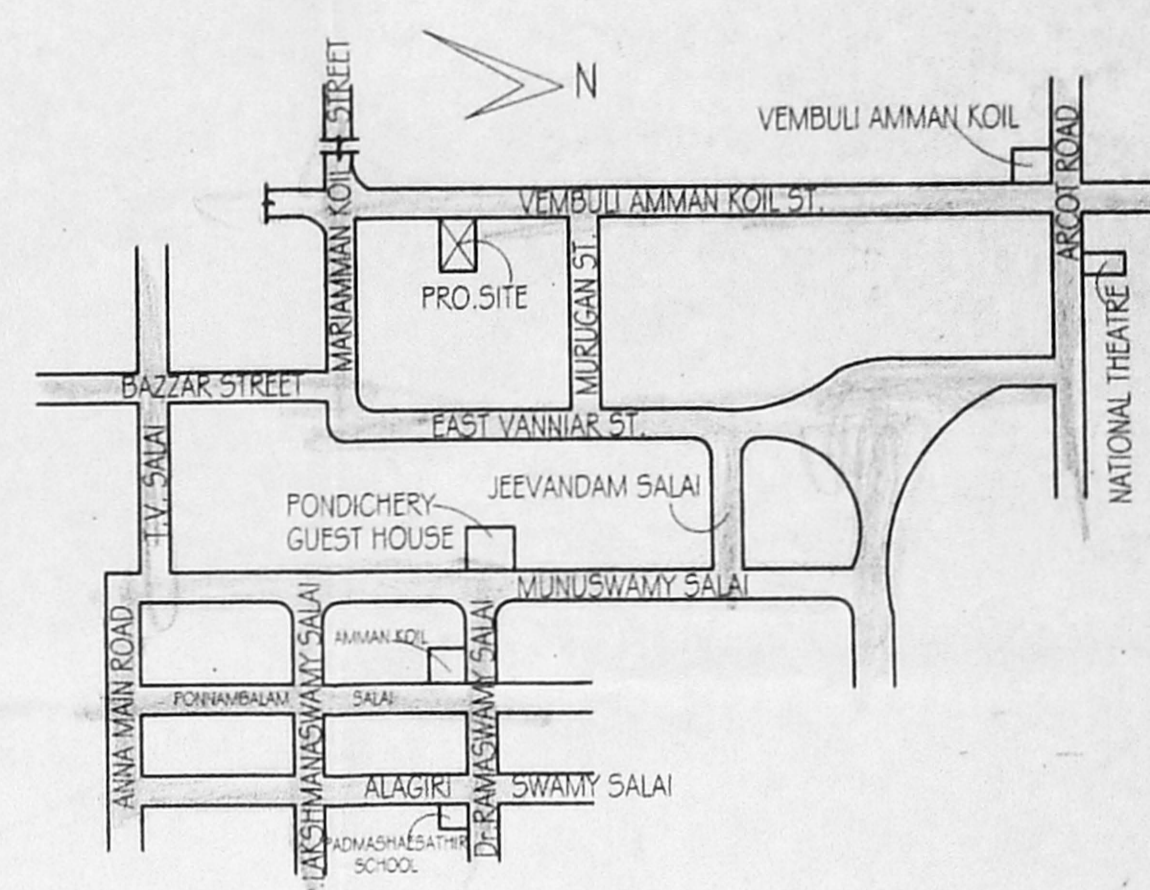 N
MARIAMMAN KOIL STREET
VEMBULI AMMAN KOIL
ARCOT ROAD
VEMBULI AMMAN KOIL ST.
PRO.SITE
MURUGAN ST.
NATIONAL THEATRE
BAZZAR STREET
EAST VANNIAR ST.
T.V. SALAI
JEEVANDAM SALAI
PONDICHERY
GUEST HOUSE
MUNUSWAMY SALAI
ANNA MAIN ROAD
LAKSHMANASWAMY SALAI
AMMAN KOIL
Dr.RAMASWAMY SALAI
PONNAMBALAM SALAI
ALAGIRI SWAMY SALAI
SCHOOL